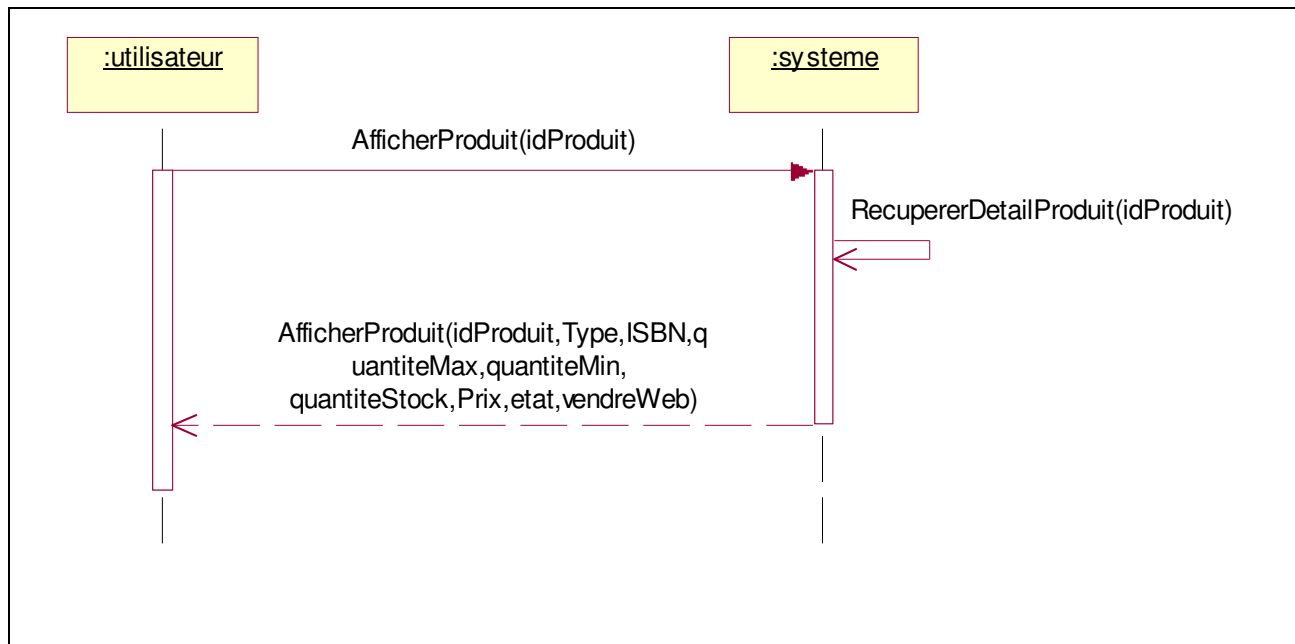 :utilisateur
:systeme
AfficherProduit(idProduit)
RecupererDetailProduit(idProduit)
AfficherProduit(idProduit,Type,ISBN,q
uantiteMax,quantiteMin,
quantiteStock,Prix,etat,vendreWeb)